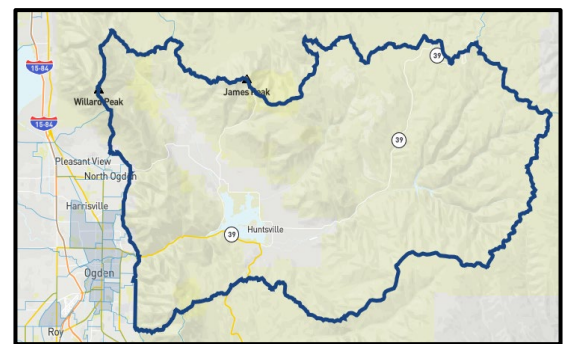 39
15-84
James Peak
Willard Peak
15-84
39
Pleasant View
North Ogden
Harrisville
Huntsville
39
Ogden
Roy